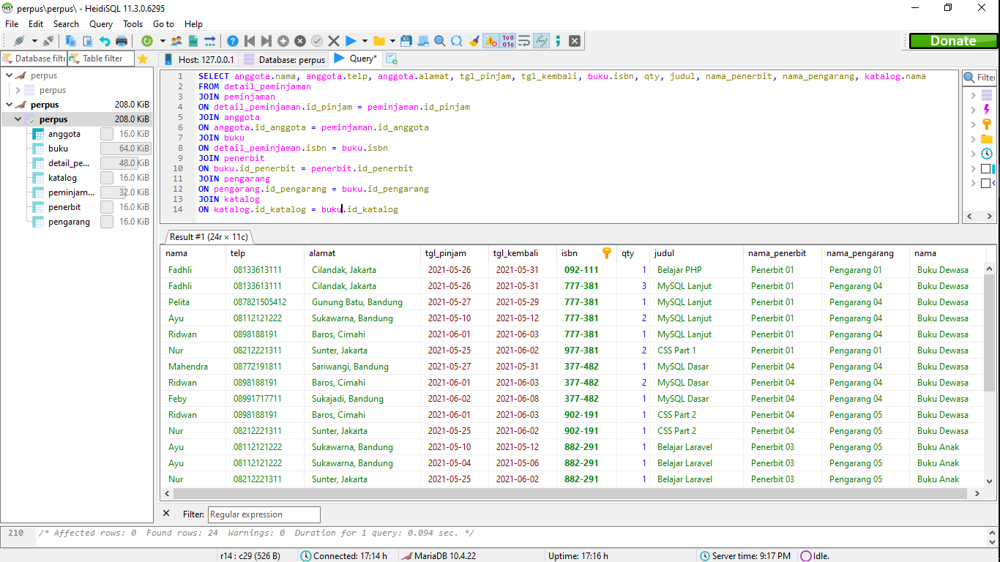 perpus\perpus\ - HeidiSQL 11.3.0.6295
File Edit Search Query Tools Go to Help
Donate
Database filte Table filter Host: 127.0.0.1 Database: perpus Query*
perpus
perpus
perpus 208.0 KiB
perpus 208.0 KiB
anggota 16.0 KiB
buku 64.0 KiB
detail_pe... 48.0 KiB
katalog 16.0 KiB
peminjam... 32.0 KiB
penerbit 16.0 KiB
pengarang 16.0 KiB
1 SELECT anggota.nama, anggota.telp, anggota.alamat, tgl_pinjam, tgl_kembali, buku.isbn, qty, judul, nama_penerbit, nama_pengarang, katalog.nama
2 FROM detail_peminjaman
3 JOIN peminjaman
4 ON detail_peminjaman.id_pinjam = peminjaman.id_pinjam
5 JOIN anggota
6 ON anggota.id_anggota = peminjaman.id_anggota
7 JOIN buku
8 ON detail_peminjaman.isbn = buku.isbn
9 JOIN penerbit
10 ON buku.id_penerbit = penerbit.id_penerbit
11 JOIN pengarang
12 ON pengarang.id_pengarang = buku.id_pengarang
13 JOIN katalog
14 ON katalog.id_katalog = buku.id_katalog
Filter
Result #1 (24r × 11c)
nama telp alamat tgl_pinjam tgl_kembali isbn qty judul nama_penerbit nama_pengarang nama
Fadhli 08133613111 Cilandak, Jakarta 2021-05-26 2021-05-31 092-111 1 Belajar PHP Penerbit 01 Pengarang 01 Buku Dewasa
Fadhli 08133613111 Cilandak, Jakarta 2021-05-26 2021-05-31 777-381 3 MySQL Lanjut Penerbit 01 Pengarang 04 Buku Dewasa
Pelita 087821505412 Gunung Batu, Bandung 2021-05-27 2021-05-29 777-381 1 MySQL Lanjut Penerbit 01 Pengarang 04 Buku Dewasa
Ayu 08112121222 Sukawarna, Bandung 2021-05-10 2021-05-12 777-381 2 MySQL Lanjut Penerbit 01 Pengarang 04 Buku Dewasa
Ridwan 0898188191 Baros, Cimahi 2021-06-01 2021-06-03 777-381 1 MySQL Lanjut Penerbit 01 Pengarang 04 Buku Dewasa
Nur 08212221311 Sunter, Jakarta 2021-05-25 2021-06-02 977-381 2 CSS Part 1 Penerbit 01 Pengarang 01 Buku Dewasa
Mahendra 08772191811 Sariwangi, Bandung 2021-05-27 2021-05-31 377-482 1 MySQL Dasar Penerbit 04 Pengarang 04 Buku Dewasa
Ridwan 0898188191 Baros, Cimahi 2021-06-01 2021-06-03 377-482 2 MySQL Dasar Penerbit 04 Pengarang 04 Buku Dewasa
Feby 08991717711 Sukajadi, Bandung 2021-06-02 2021-06-08 377-482 1 MySQL Dasar Penerbit 04 Pengarang 04 Buku Dewasa
Ridwan 0898188191 Baros, Cimahi 2021-06-01 2021-06-03 902-191 1 CSS Part 2 Penerbit 04 Pengarang 05 Buku Dewasa
Nur 08212221311 Sunter, Jakarta 2021-05-25 2021-06-02 902-191 1 CSS Part 2 Penerbit 04 Pengarang 05 Buku Dewasa
Ayu 08112121222 Sukawarna, Bandung 2021-05-10 2021-05-12 882-291 1 Belajar Laravel Penerbit 03 Pengarang 05 Buku Anak
Ayu 08112121222 Sukawarna, Bandung 2021-05-04 2021-05-06 882-291 1 Belajar Laravel Penerbit 03 Pengarang 05 Buku Anak
Nur 08212221311 Sunter, Jakarta 2021-05-25 2021-06-02 882-291 1 Belajar Laravel Penerbit 03 Pengarang 05 Buku Anak
Filter: Regular expression
210 /* Affected rows: 0 Found rows: 24 Warnings: 0 Duration for 1 query: 0.094 sec. */
r14 : c29 (526 B) Connected: 17:14 h MariaDB 10.4.22 Uptime: 17:16 h Server time: 9:17 PM Idle.